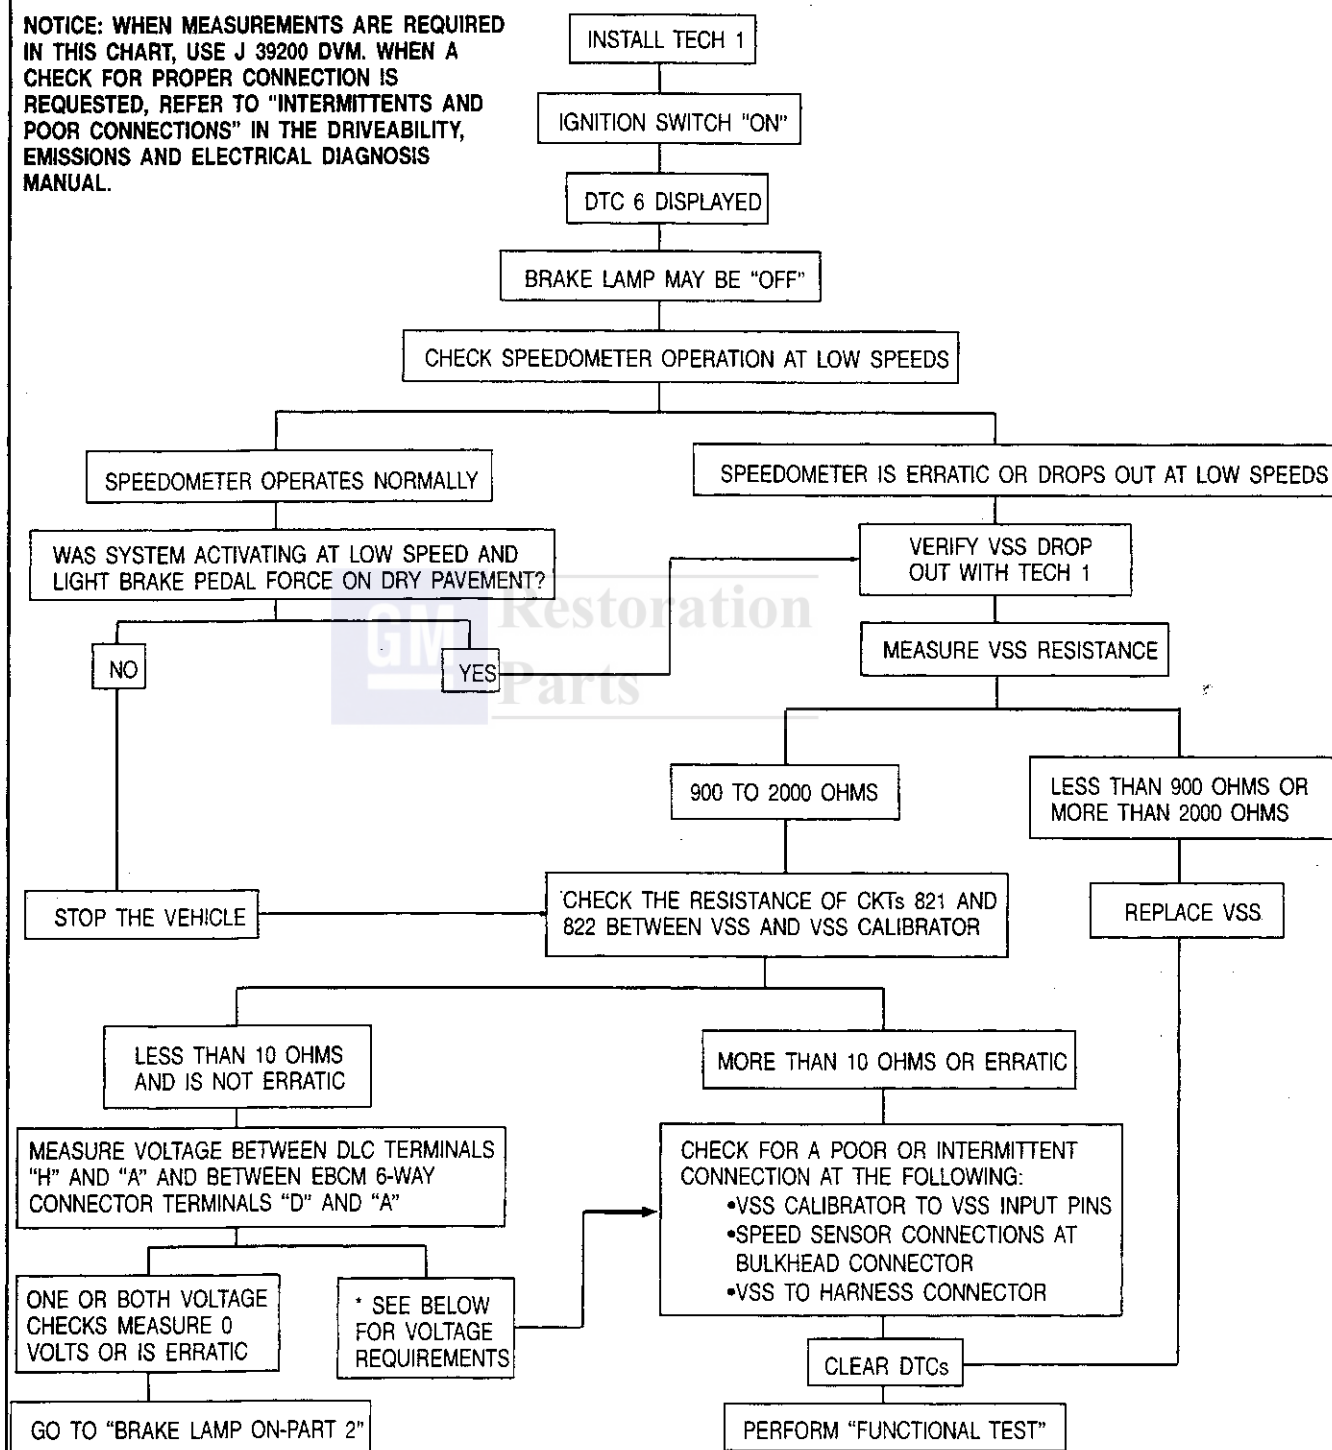 NOTICE: WHEN MEASUREMENTS ARE REQUIRED
IN THIS CHART, USE J 39200 DVM. WHEN A
CHECK FOR PROPER CONNECTION IS
REQUESTED, REFER TO "INTERMITTENTS AND
POOR CONNECTIONS" IN THE DRIVEABILITY,
EMISSIONS AND ELECTRICAL DIAGNOSIS
MANUAL.
INSTALL TECH 1
IGNITION SWITCH "ON"
DTC 6 DISPLAYED
BRAKE LAMP MAY BE "OFF"
CHECK SPEEDOMETER OPERATION AT LOW SPEEDS
SPEEDOMETER OPERATES NORMALLY
SPEEDOMETER IS ERRATIC OR DROPS OUT AT LOW SPEEDS
WAS SYSTEM ACTIVATING AT LOW SPEED AND
LIGHT BRAKE PEDAL FORCE ON DRY PAVEMENT?
VERIFY VSS DROP
OUT WITH TECH 1
GM Restoration
Parts
NO
YES
MEASURE VSS RESISTANCE
900 TO 2000 OHMS
LESS THAN 900 OHMS OR
MORE THAN 2000 OHMS
STOP THE VEHICLE
CHECK THE RESISTANCE OF CKTs 821 AND
822 BETWEEN VSS AND VSS CALIBRATOR
REPLACE VSS
LESS THAN 10 OHMS
AND IS NOT ERRATIC
MORE THAN 10 OHMS OR ERRATIC
MEASURE VOLTAGE BETWEEN DLC TERMINALS
"H" AND "A" AND BETWEEN EBCM 6-WAY
CONNECTOR TERMINALS "D" AND "A"
CHECK FOR A POOR OR INTERMITTENT
CONNECTION AT THE FOLLOWING:
•VSS CALIBRATOR TO VSS INPUT PINS
•SPEED SENSOR CONNECTIONS AT
BULKHEAD CONNECTOR
•VSS TO HARNESS CONNECTOR
ONE OR BOTH VOLTAGE
CHECKS MEASURE 0
VOLTS OR IS ERRATIC
* SEE BELOW
FOR VOLTAGE
REQUIREMENTS
CLEAR DTCs
GO TO "BRAKE LAMP ON-PART 2"
PERFORM "FUNCTIONAL TEST"